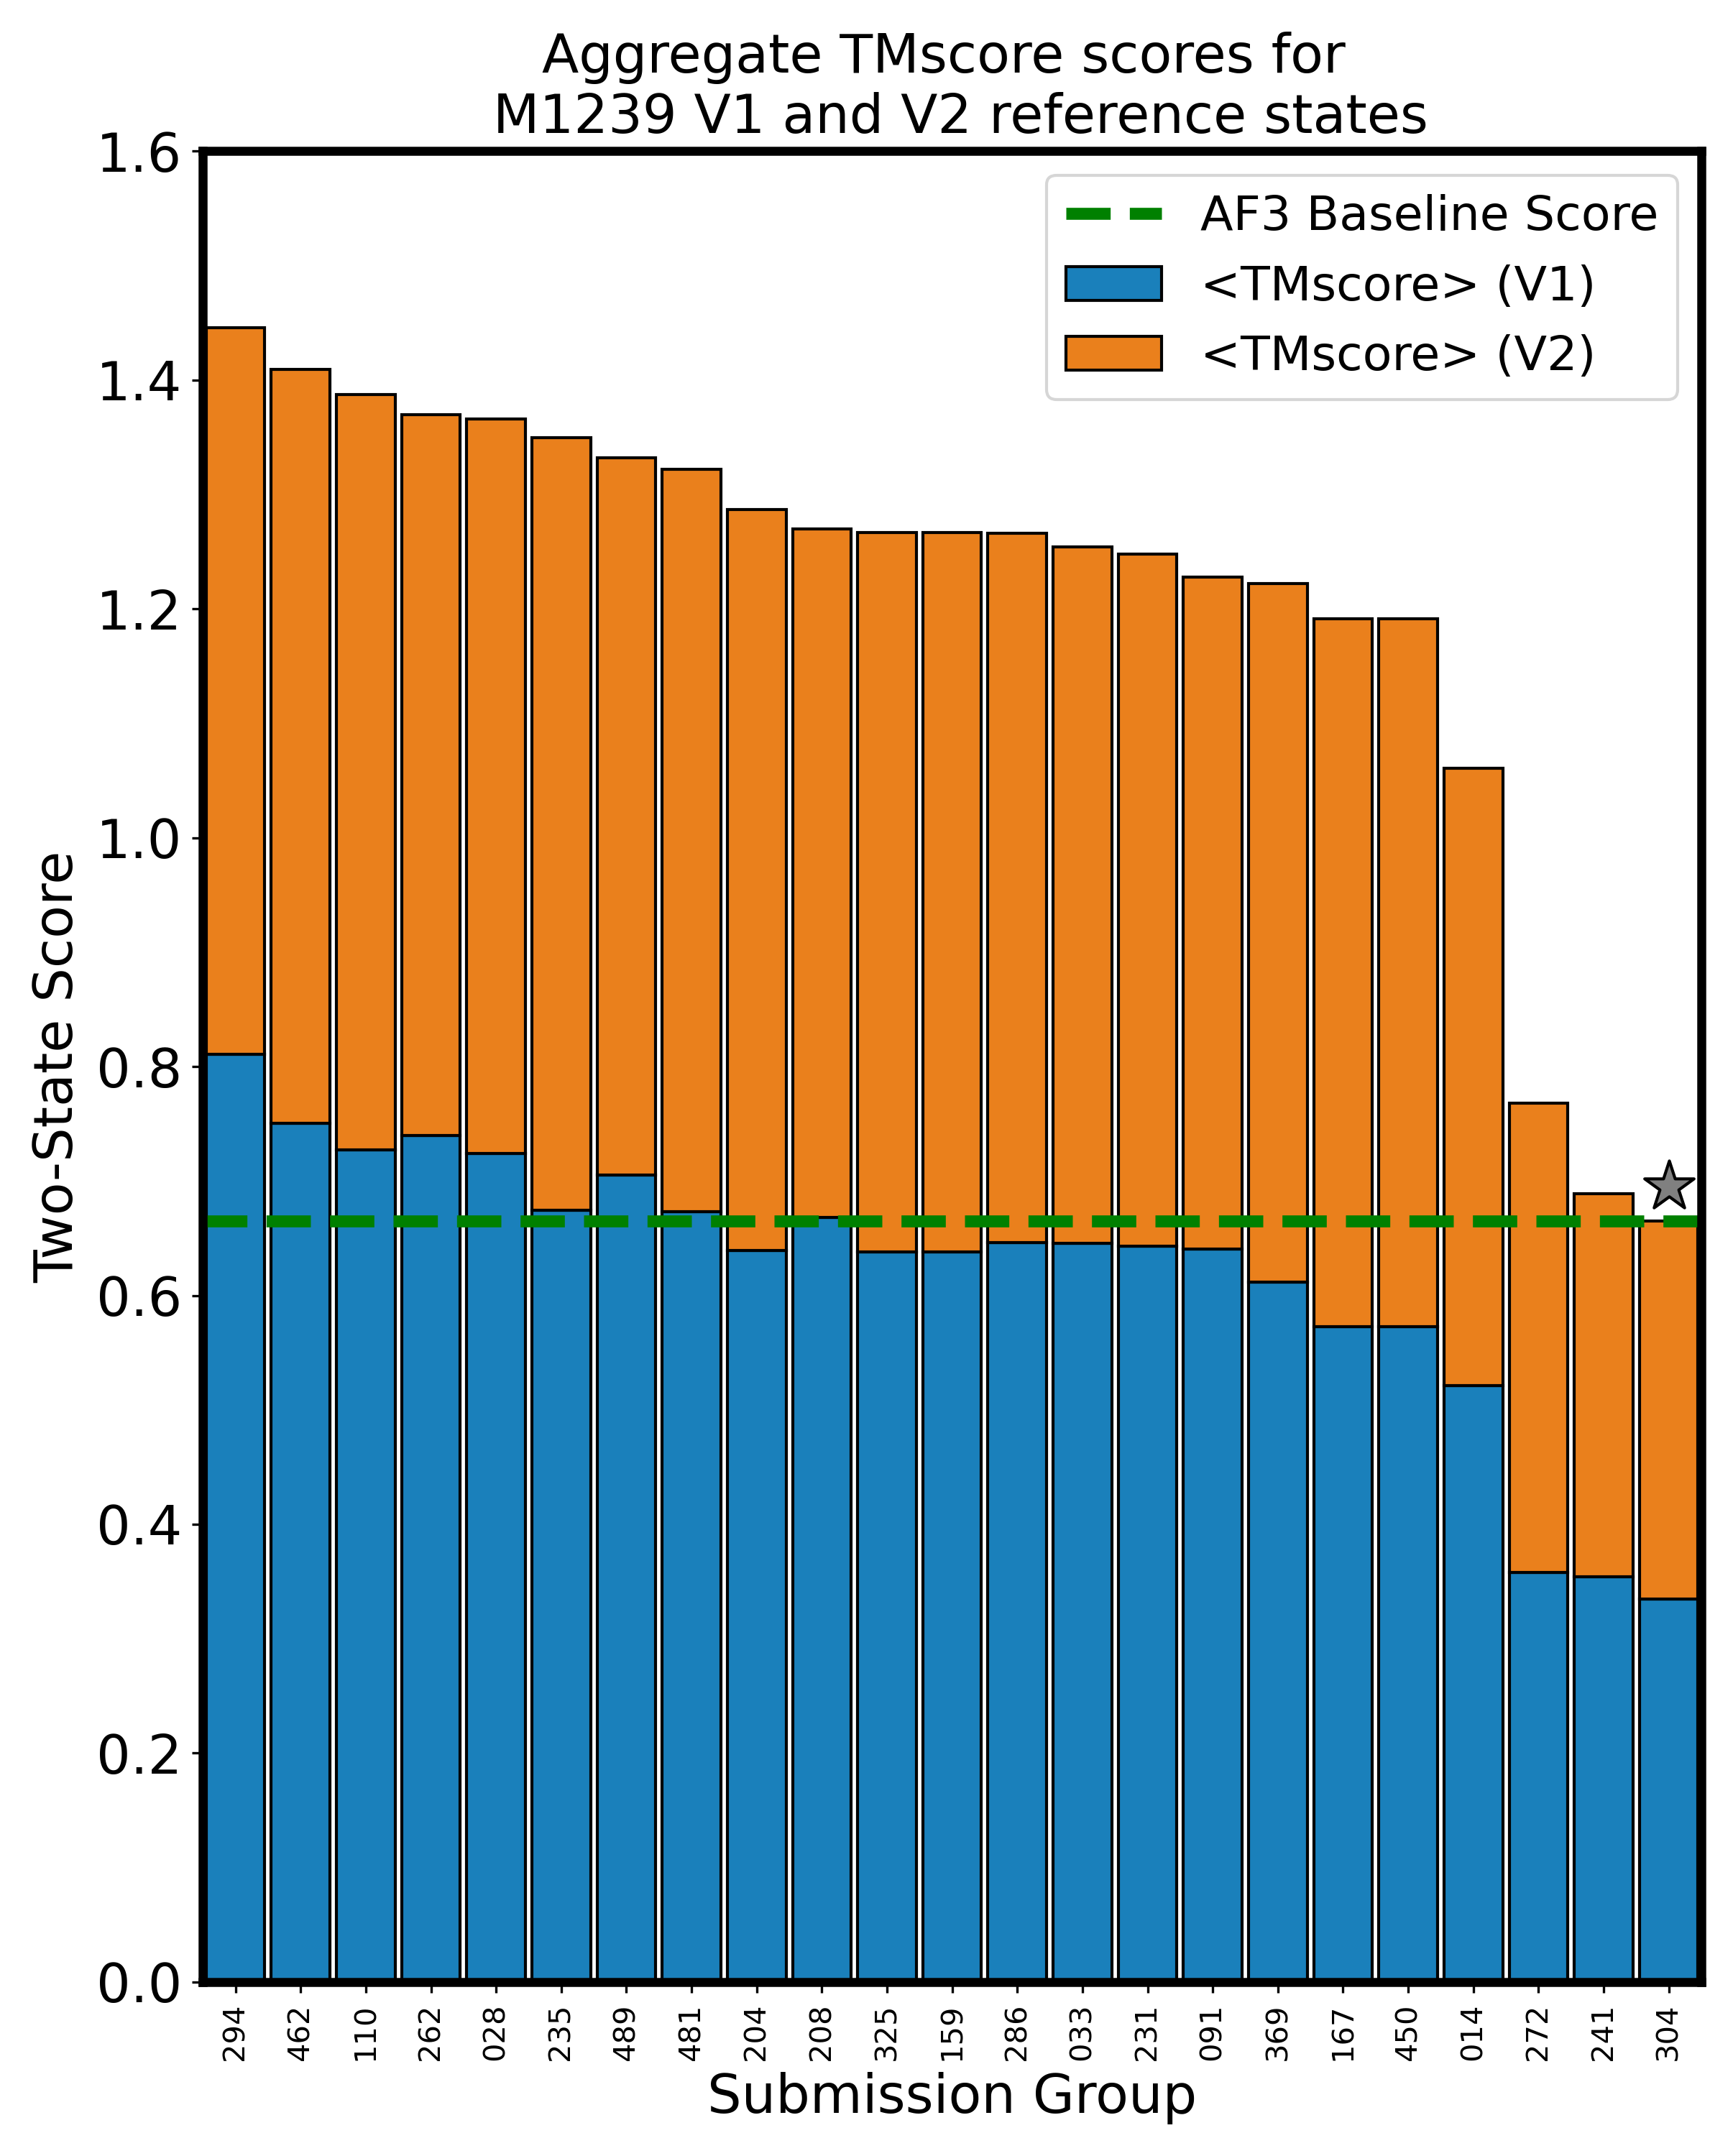 Aggregate TMscore scores for
M1239 V1 and V2 reference states
AF3 Baseline Score
<TMscore> (V1)
<TMscore> (V2)
Two-State Score
1.6
1.4
1.2
1.0
0.8
0.6
0.4
0.2
0.0
294 462 110 262 028 235 489 481 204 208 325 159 286 033 231 091 369 167 450 014 272 241 304
Submission Group